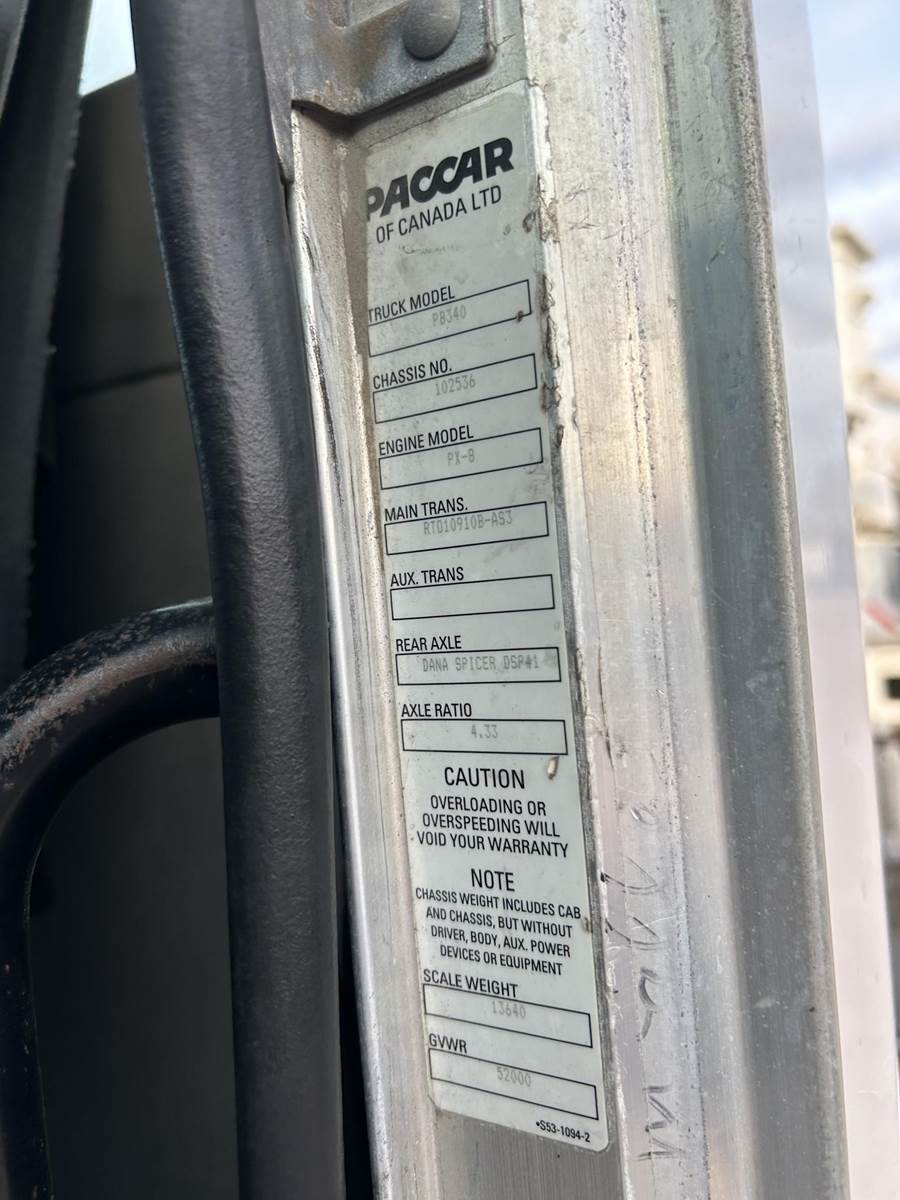 PACCAR
OF CANADA LTD
TRUCK MODEL
PB340
CHASSIS NO.
102536
ENGINE MODEL
PX-8
MAIN TRANS.
RTO10910B-AS3
AUX. TRANS
REAR AXLE
DANA SPICER DSP41
AXLE RATIO
4.33
CAUTION
OVERLOADING OR
OVERSPEEDING WILL
VOID YOUR WARRANTY
NOTE
CHASSIS WEIGHT INCLUDES CAB
AND CHASSIS, BUT WITHOUT
DRIVER, BODY, AUX. POWER
DEVICES OR EQUIPMENT
SCALE WEIGHT
13640
GVWR
52000
•S53-1094-2